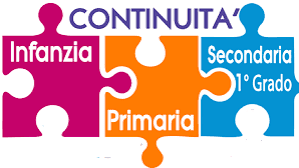 CONTINUITA'
Infanzia
Primaria
Secondaria
1° Grado